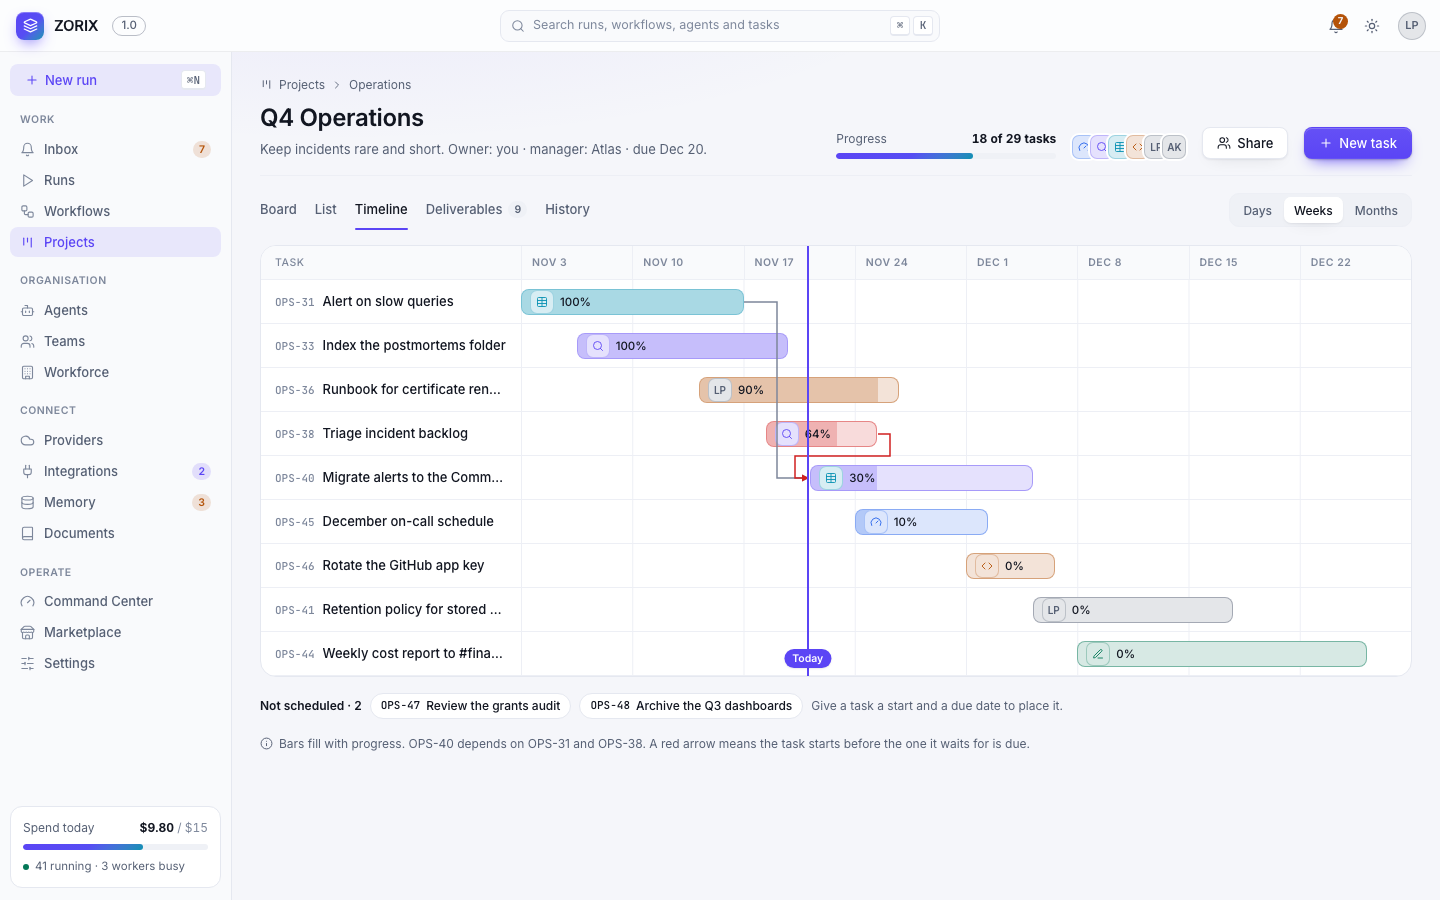 ZORIX 1.0
Search runs, workflows, agents and tasks ⌘ K
7
LP
New run ⌘N
WORK
Inbox 7
Runs
Workflows
Projects
ORGANISATION
Agents
Teams
Workforce
CONNECT
Providers
Integrations 2
Memory 3
Documents
OPERATE
Command Center
Marketplace
Settings
Spend today $9.80 / $15
41 running · 3 workers busy
Projects > Operations
Q4 Operations
Keep incidents rare and short. Owner: you · manager: Atlas · due Dec 20.
Progress 18 of 29 tasks
LP AK
Share
New task
Board List Timeline Deliverables 9 History
Days Weeks Months
TASK NOV 3 NOV 10 NOV 17 NOV 24 DEC 1 DEC 8 DEC 15 DEC 22
OPS-31 Alert on slow queries 100%
OPS-33 Index the postmortems folder 100%
OPS-36 Runbook for certificate ren... LP 90%
OPS-38 Triage incident backlog 64%
OPS-40 Migrate alerts to the Comm... 30%
OPS-45 December on-call schedule 10%
OPS-46 Rotate the GitHub app key 0%
OPS-41 Retention policy for stored ... LP 0%
OPS-44 Weekly cost report to #fina... 0%
Today
Not scheduled · 2 OPS-47 Review the grants audit OPS-48 Archive the Q3 dashboards Give a task a start and a due date to place it.
Bars fill with progress. OPS-40 depends on OPS-31 and OPS-38. A red arrow means the task starts before the one it waits for is due.